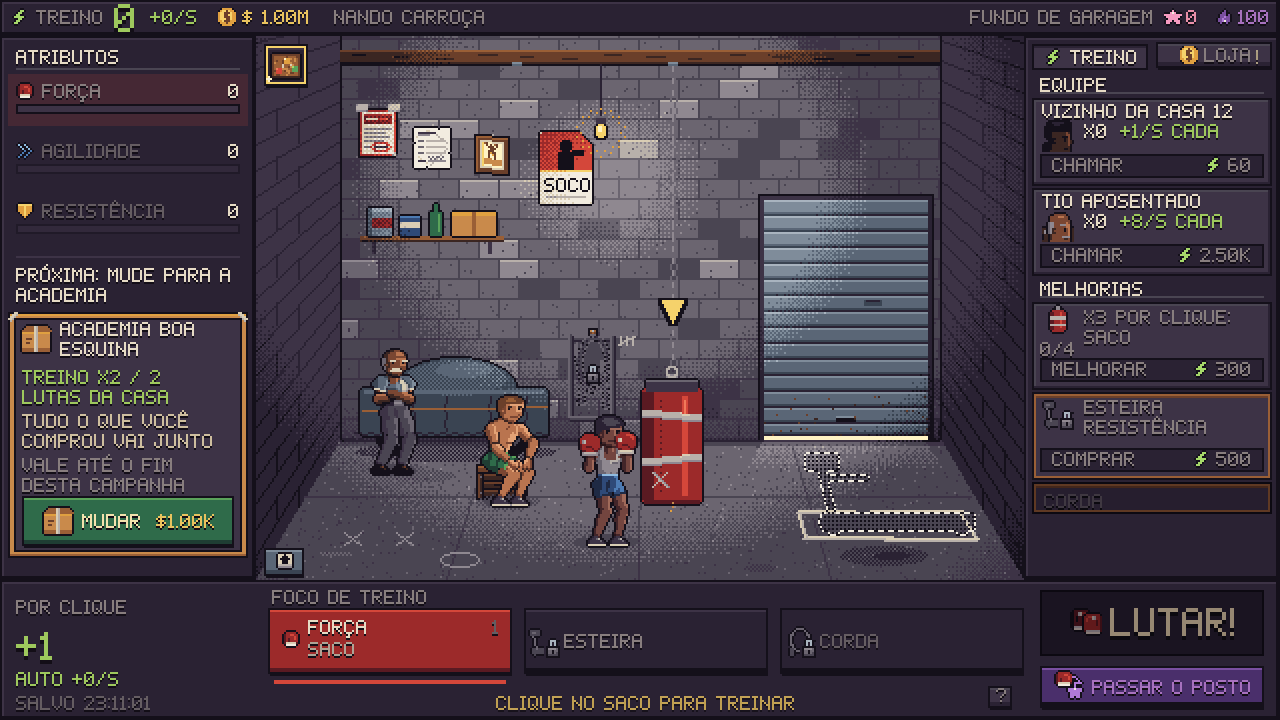 TREINO 0 +0/S $ 1.00M NANDO CARROÇA
FUNDO DE GARAGEM 0 100
ATRIBUTOS
FORÇA 0
AGILIDADE 0
RESISTÊNCIA 0
PRÓXIMA: MUDE PARA A
ACADEMIA
ACADEMIA BOA
ESQUINA
TREINO X2 / 2
LUTAS DA CASA
TUDO O QUE VOCÊ
COMPROU VAI JUNTO
VALE ATÉ O FIM
DESTA CAMPANHA
MUDAR $1.00K
SOCO
TREINO
LOJA!
EQUIPE
VIZINHO DA CASA 12
X0 +1/S CADA
CHAMAR 60
TIO APOSENTADO
X0 +8/S CADA
CHAMAR 2.50K
MELHORIAS
X3 POR CLIQUE:
SACO
0/4
MELHORAR 300
ESTEIRA
RESISTÊNCIA
COMPRAR 500
CORDA
POR CLIQUE
+1
AUTO +0/S
SALVO 23:11:01
FOCO DE TREINO
FORÇA 1
SACO
ESTEIRA
CORDA
CLIQUE NO SACO PARA TREINAR
?
LUTAR!
PASSAR O POSTO